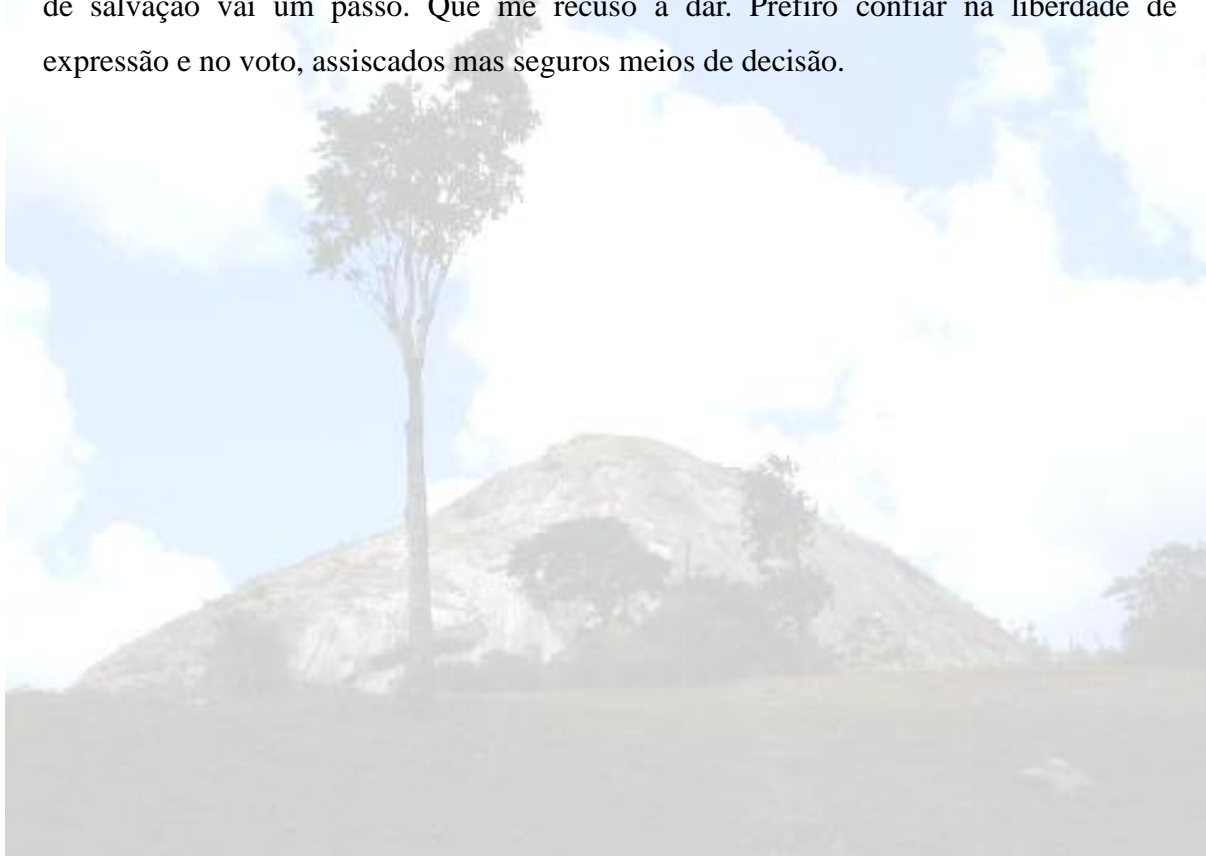 de salvação vai um passo. Que me recuso a dar. Prefiro confiar na liberdade de
expressão e no voto, assiscados mas seguros meios de decisão.